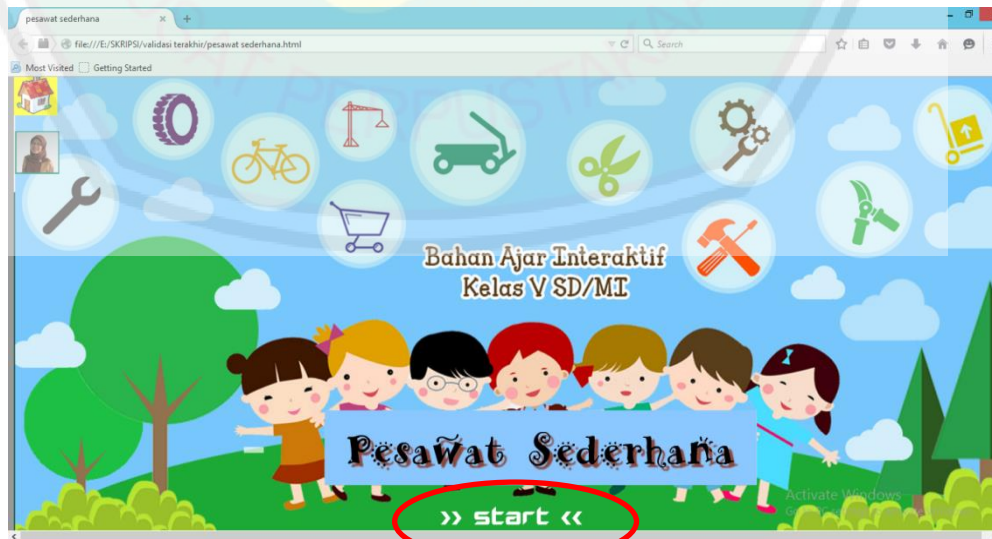 pesawat sederhana × +
file:///E:/SKRIPSI/validasi terakhir/pesawat sederhana.html
Search
Most Visited Getting Started
PERPUSTAKA
Bahan Ajar Interaktif
Kelas V SD/MI
Pesawat Sederhana
>> start <<
Activate Windows